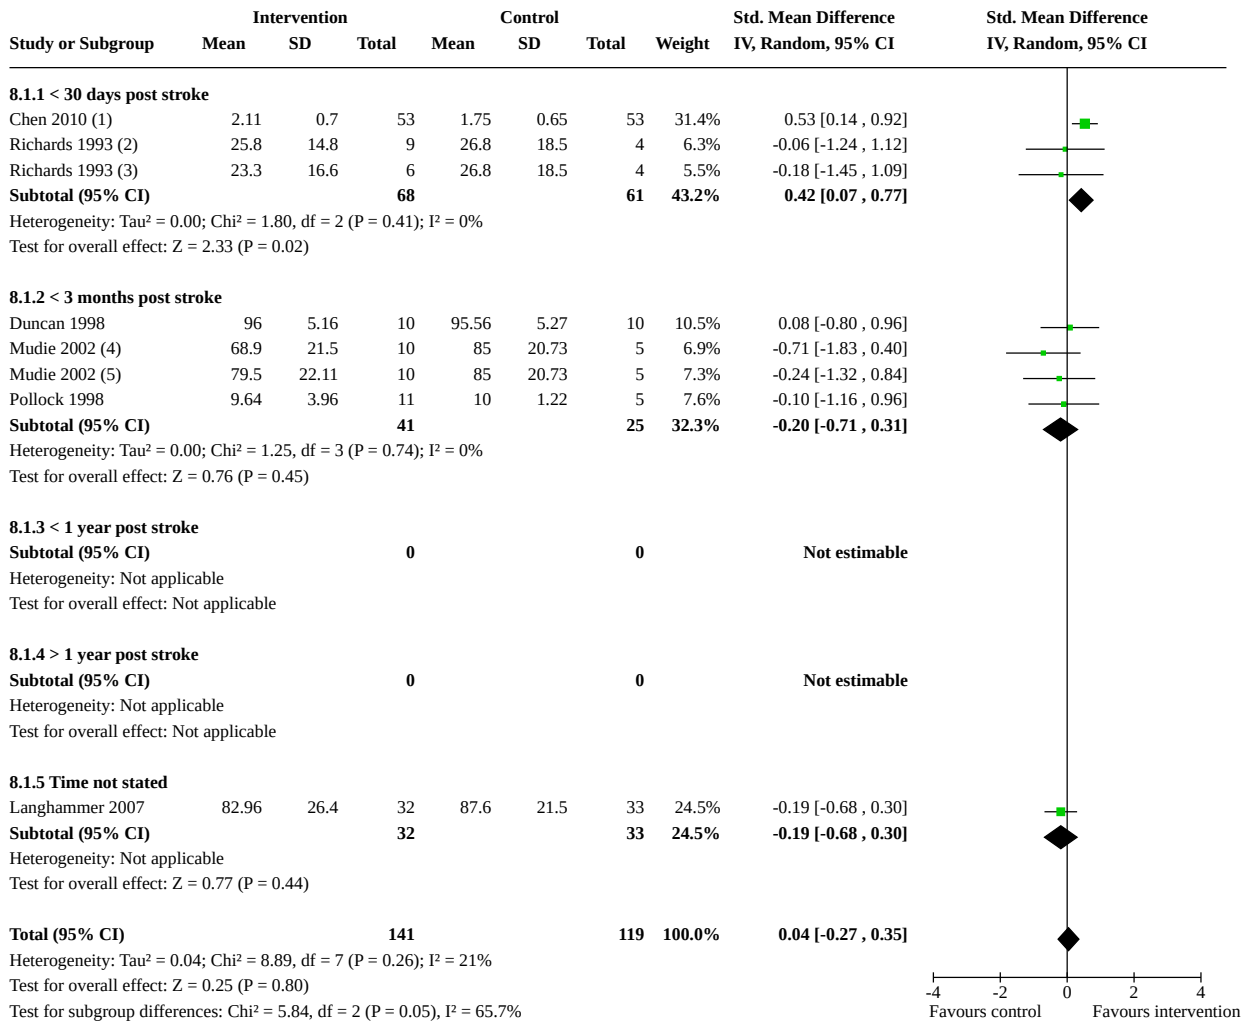 Intervention Control Std. Mean Difference Std. Mean Difference
Study or Subgroup Mean SD Total Mean SD Total Weight IV, Random, 95% CI IV, Random, 95% CI
8.1.1 < 30 days post stroke
Chen 2010 (1) 2.11 0.7 53 1.75 0.65 53 31.4% 0.53 [0.14 , 0.92]
Richards 1993 (2) 25.8 14.8 9 26.8 18.5 4 6.3% -0.06 [-1.24 , 1.12]
Richards 1993 (3) 23.3 16.6 6 26.8 18.5 4 5.5% -0.18 [-1.45 , 1.09]
Subtotal (95% CI) 68 61 43.2% 0.42 [0.07 , 0.77]
Heterogeneity: Tau² = 0.00; Chi² = 1.80, df = 2 (P = 0.41); I² = 0%
Test for overall effect: Z = 2.33 (P = 0.02)
8.1.2 < 3 months post stroke
Duncan 1998 96 5.16 10 95.56 5.27 10 10.5% 0.08 [-0.80 , 0.96]
Mudie 2002 (4) 68.9 21.5 10 85 20.73 5 6.9% -0.71 [-1.83 , 0.40]
Mudie 2002 (5) 79.5 22.11 10 85 20.73 5 7.3% -0.24 [-1.32 , 0.84]
Pollock 1998 9.64 3.96 11 10 1.22 5 7.6% -0.10 [-1.16 , 0.96]
Subtotal (95% CI) 41 25 32.3% -0.20 [-0.71 , 0.31]
Heterogeneity: Tau² = 0.00; Chi² = 1.25, df = 3 (P = 0.74); I² = 0%
Test for overall effect: Z = 0.76 (P = 0.45)
8.1.3 < 1 year post stroke
Subtotal (95% CI) 0 0 Not estimable
Heterogeneity: Not applicable
Test for overall effect: Not applicable
8.1.4 > 1 year post stroke
Subtotal (95% CI) 0 0 Not estimable
Heterogeneity: Not applicable
Test for overall effect: Not applicable
8.1.5 Time not stated
Langhammer 2007 82.96 26.4 32 87.6 21.5 33 24.5% -0.19 [-0.68 , 0.30]
Subtotal (95% CI) 32 33 24.5% -0.19 [-0.68 , 0.30]
Heterogeneity: Not applicable
Test for overall effect: Z = 0.77 (P = 0.44)
Total (95% CI) 141 119 100.0% 0.04 [-0.27 , 0.35]
Heterogeneity: Tau² = 0.04; Chi² = 8.89, df = 7 (P = 0.26); I² = 21%
Test for overall effect: Z = 0.25 (P = 0.80)
-4 -2 0 2 4
Test for subgroup differences: Chi² = 5.84, df = 2 (P = 0.05), I² = 65.7% Favours control Favours intervention